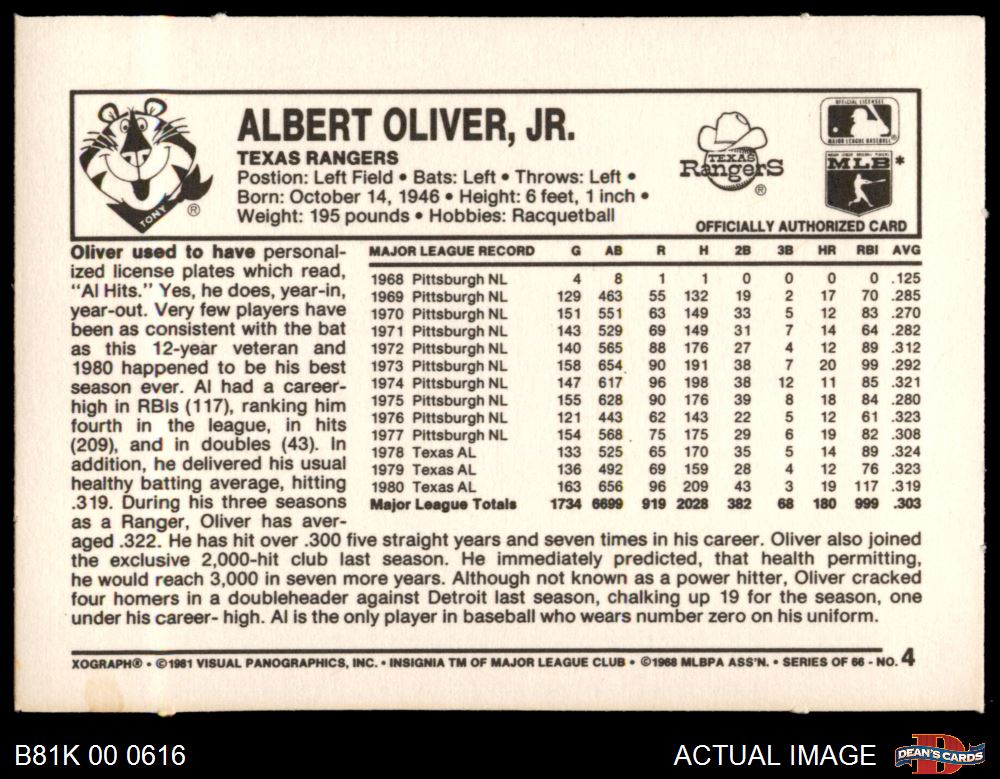 ALBERT OLIVER, JR.
TEXAS RANGERS
Postion: Left Field • Bats: Left • Throws: Left •
Born: October 14, 1946 • Height: 6 feet, 1 inch •
Weight: 195 pounds • Hobbies: Racquetball
TONY ®
TEXAS
RangerS
®
OFFICIAL LICENSEE
MAJOR LEAGUE BASEBALL
MAJOR LEAGUE BASEBALL PLAYERS
MLB *
OFFICIALLY AUTHORIZED CARD
Oliver used to have personal-
ized license plates which read,
“Al Hits.” Yes, he does, year-in,
year-out. Very few players have
been as consistent with the bat
as this 12-year veteran and
1980 happened to be his best
season ever. Al had a career-
high in RBIs (117), ranking him
fourth in the league, in hits
(209), and in doubles (43). In
addition, he delivered his usual
healthy batting average, hitting
.319. During his three seasons
as a Ranger, Oliver has aver-
aged .322. He has hit over .300 five straight years and seven times in his career. Oliver also joined
the exclusive 2,000-hit club last season. He immediately predicted, that health permitting,
he would reach 3,000 in seven more years. Although not known as a power hitter, Oliver cracked
four homers in a doubleheader against Detroit last season, chalking up 19 for the season, one
under his career- high. Al is the only player in baseball who wears number zero on his uniform.
MAJOR LEAGUE RECORD G AB R H 2B 3B HR RBI AVG
1968 Pittsburgh NL 4 8 1 1 0 0 0 0 .125
1969 Pittsburgh NL 129 463 55 132 19 2 17 70 .285
1970 Pittsburgh NL 151 551 63 149 33 5 12 83 .270
1971 Pittsburgh NL 143 529 69 149 31 7 14 64 .282
1972 Pittsburgh NL 140 565 88 176 27 4 12 89 .312
1973 Pittsburgh NL 158 654 90 191 38 7 20 99 .292
1974 Pittsburgh NL 147 617 96 198 38 12 11 85 .321
1975 Pittsburgh NL 155 628 90 176 39 8 18 84 .280
1976 Pittsburgh NL 121 443 62 143 22 5 12 61 .323
1977 Pittsburgh NL 154 568 75 175 29 6 19 82 .308
1978 Texas AL 133 525 65 170 35 5 14 89 .324
1979 Texas AL 136 492 69 159 28 4 12 76 .323
1980 Texas AL 163 656 96 209 43 3 19 117 .319
Major League Totals 1734 6699 919 2028 382 68 180 999 .303
XOGRAPH® • ©1981 VISUAL PANOGRAPHICS, INC. • INSIGNIA TM OF MAJOR LEAGUE CLUB • ©1968 MLBPA ASS'N. • SERIES OF 66 - NO. 4
B81K 00 0616
ACTUAL IMAGE
DEAN'S CARDS